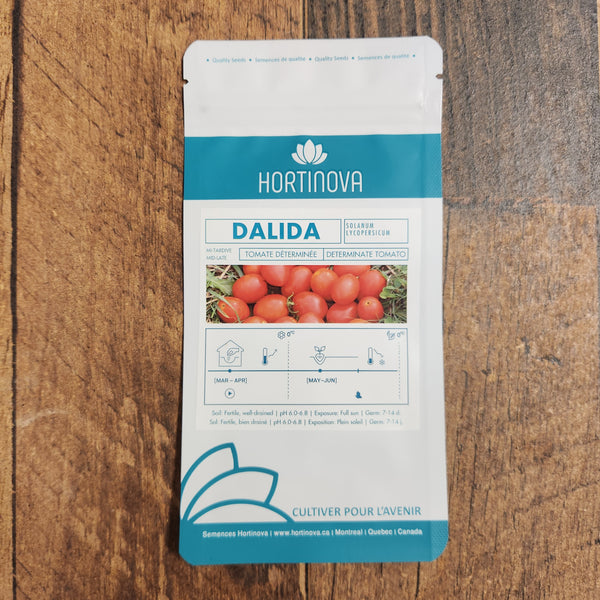 • Quality Seeds • Semences de qualité • Quality Seeds • Semences de qualité •
HORTINOVA
DALIDA
SOLANUM
LYCOPERSICUM
MI-TARDIVE
MID-LATE
TOMATE DÉTERMINÉE
DETERMINATE TOMATO
0°C
0°C
[MAR – APR]
[MAY–JUN]
Soil: Fertile, well-drained | pH 6.0-6.8 | Exposure: Full sun | Germ: 7-14 d.
Sol: Fertile, bien drainé | pH 6.0-6.8 | Exposition: Plein soleil | Germ: 7-14 j.
CULTIVER POUR L'AVENIR
Semences Hortinova | www.hortinova.ca | Montreal | Quebec | Canada